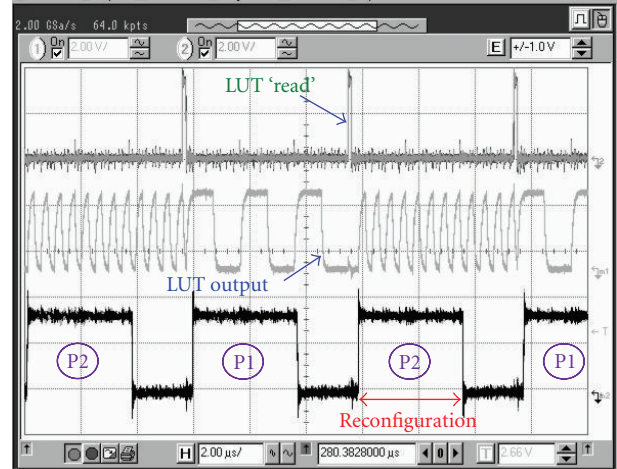 2.00 GSa/s 64.0 kpts
1 On 2.00 V/ 2 On 2.00 V/ E +/-1.0 V
LUT 'read'
LUT output
P2 P1 P2 P1
Reconfiguration
H 2.00 µs/ 280.3828000 µs 0 T 2.66 V